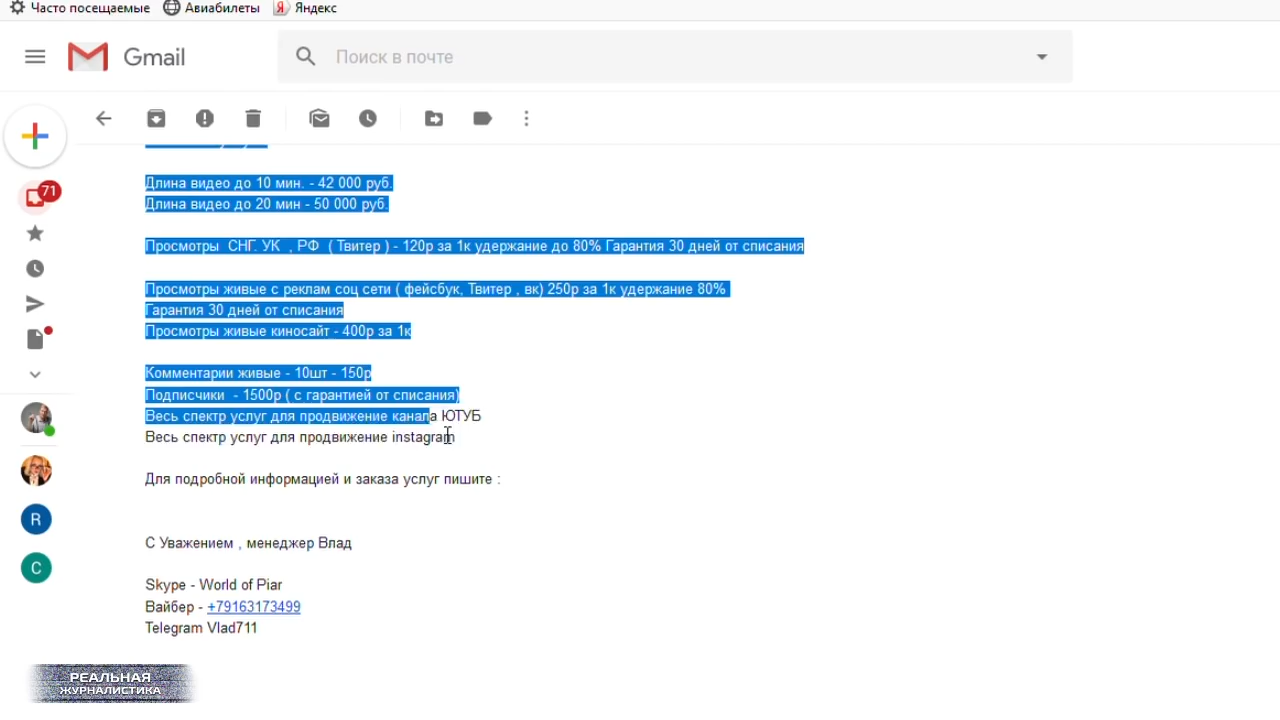 Часто посещаемые Авиабилеты Яндекс
Gmail
Поиск в почте
71
Длина видео до 10 мин. - 42 000 руб.
Длина видео до 20 мин - 50 000 руб.
Просмотры СНГ. УК , РФ ( Твитер ) - 120р за 1к удержание до 80% Гарантия 30 дней от списания
Просмотры живые с реклам соц сети ( фейсбук, Твитер , вк) 250р за 1к удержание 80%
Гарантия 30 дней от списания
Просмотры живые киносайт - 400р за 1к
Комментарии живые - 10шт - 150р
Подписчики - 1500р ( с гарантией от списания)
Весь спектр услуг для продвижение канала ЮТУБ
Весь спектр услуг для продвижение instagram
Для подробной информацией и заказа услуг пишите :
С Уважением , менеджер Влад
Skype - World of Piar
Вайбер - +79163173499
Telegram Vlad711
R
C
РЕАЛЬНАЯ
ЖУРНАЛИСТИКА